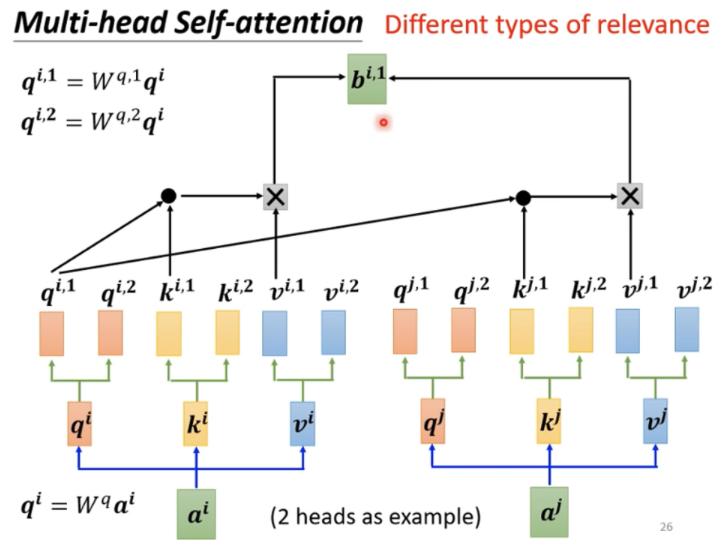 Multi-head Self-attention Different types of relevance
q^{i,1} = W^{q,1}q^i
q^{i,2} = W^{q,2}q^i
b^{i,1}
q^{i,1} q^{i,2} k^{i,1} k^{i,2} v^{i,1} v^{i,2} q^{j,1} q^{j,2} k^{j,1} k^{j,2} v^{j,1} v^{j,2}
q^i k^i v^i q^j k^j v^j
q^i = W^q a^i
a^i (2 heads as example) a^j
26